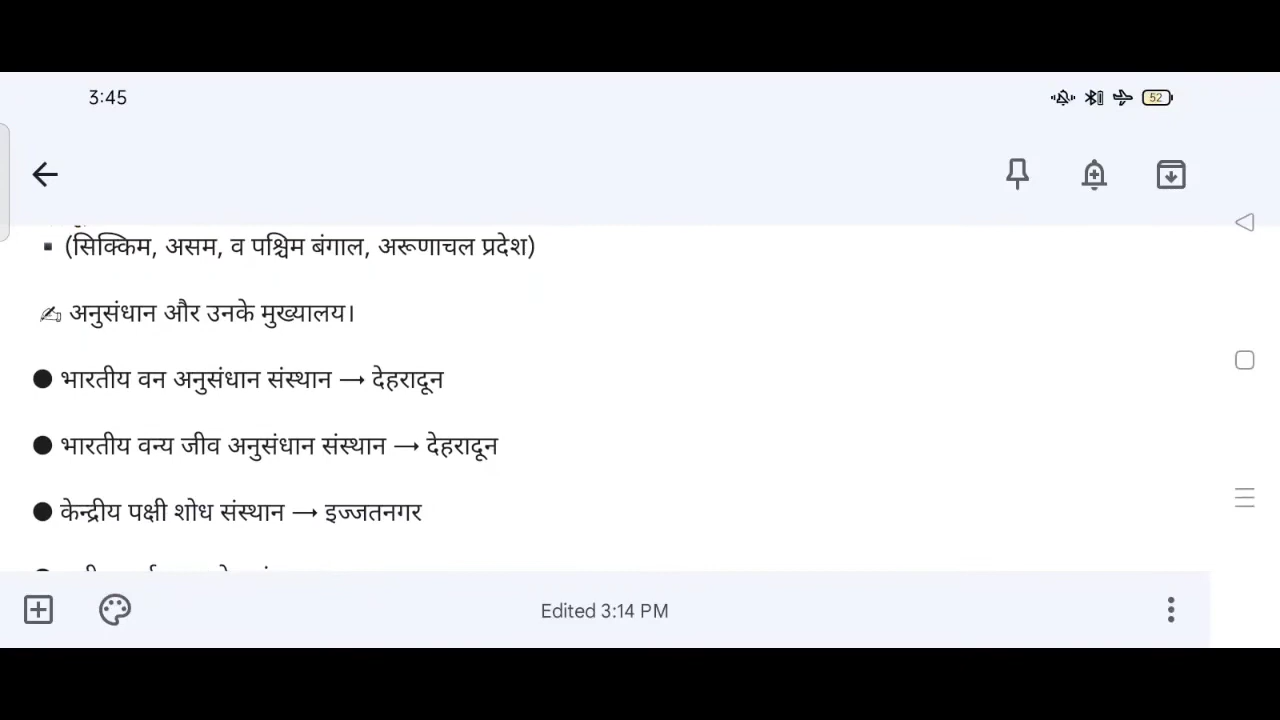 3:45
52
▪ (सिक्किम, असम, व पश्चिम बंगाल, अरूणाचल प्रदेश)
✍ अनुसंधान और उनके मुख्यालय।
● भारतीय वन अनुसंधान संस्थान → देहरादून
● भारतीय वन्य जीव अनुसंधान संस्थान → देहरादून
● केन्द्रीय पक्षी शोध संस्थान → इज्जतनगर
Edited 3:14 PM